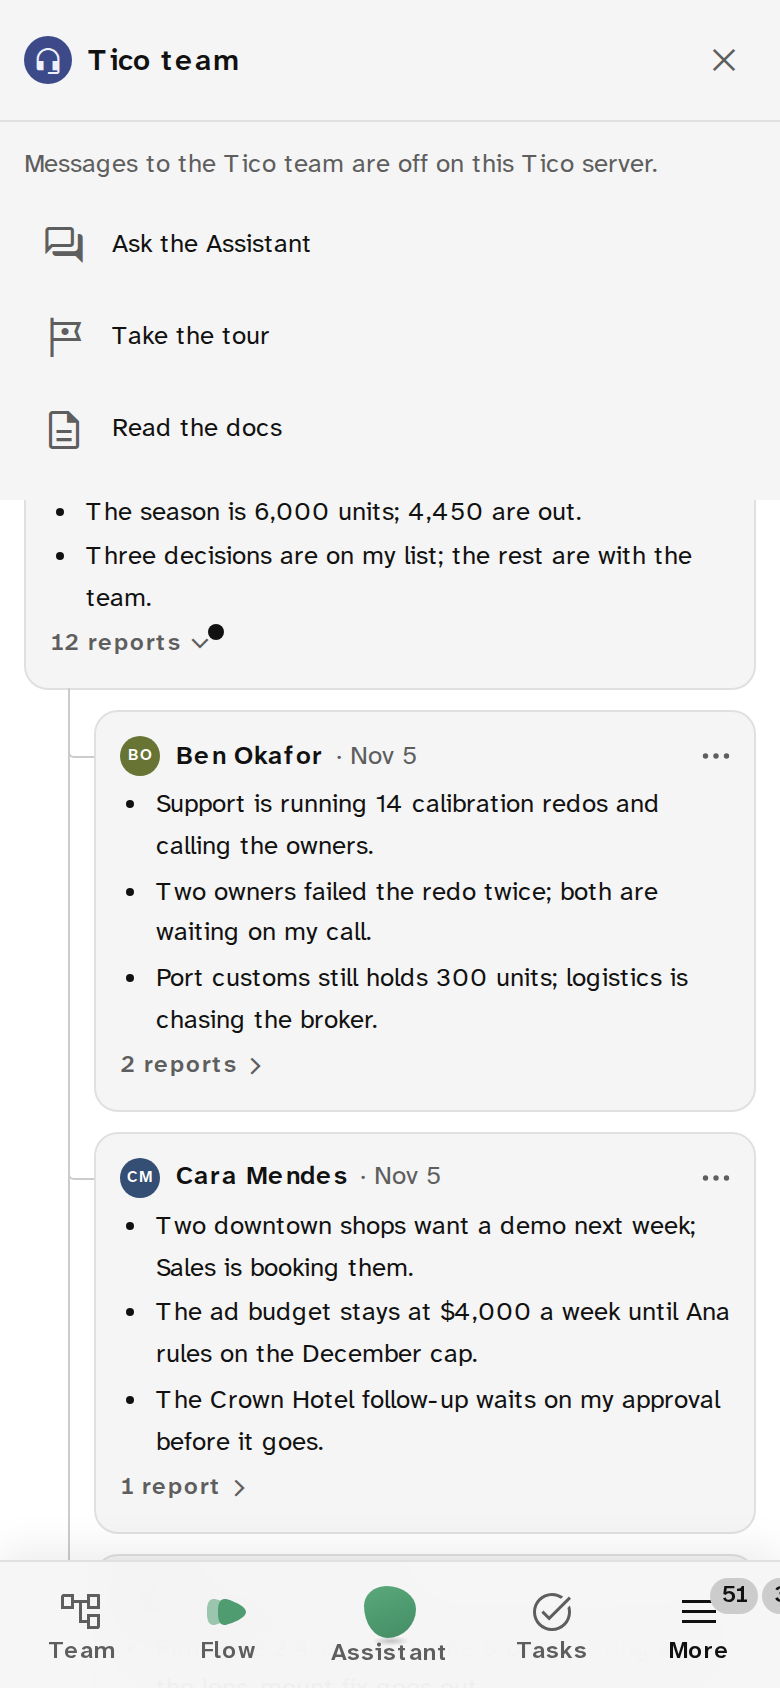 Tico team
Messages to the Tico team are off on this Tico server.
Ask the Assistant
Take the tour
Read the docs
• The season is 6,000 units; 4,450 are out.
• Three decisions are on my list; the rest are with the
team.
12 reports
BO Ben Okafor · Nov 5
• Support is running 14 calibration redos and
calling the owners.
• Two owners failed the redo twice; both are
waiting on my call.
• Port customs still holds 300 units; logistics is
chasing the broker.
2 reports
CM Cara Mendes · Nov 5
• Two downtown shops want a demo next week;
Sales is booking them.
• The ad budget stays at $4,000 a week until Ana
rules on the December cap.
• The Crown Hotel follow-up waits on my approval
before it goes.
1 report
51
Team Flow Assistant Tasks More